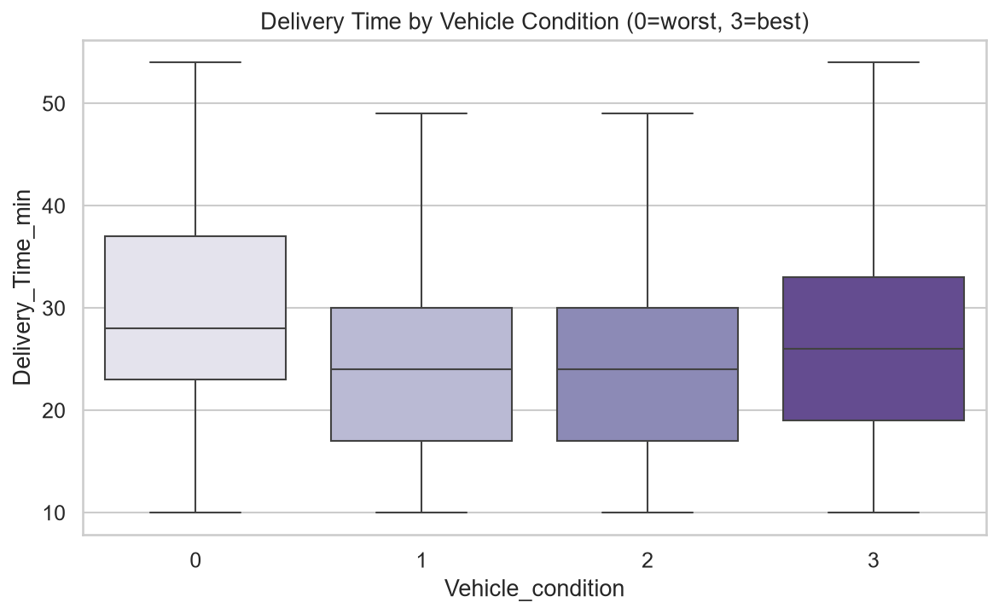 Delivery Time by Vehicle Condition (0=worst, 3=best)
Delivery_Time_min
50
40
30
20
10
0 1 2 3
Vehicle_condition